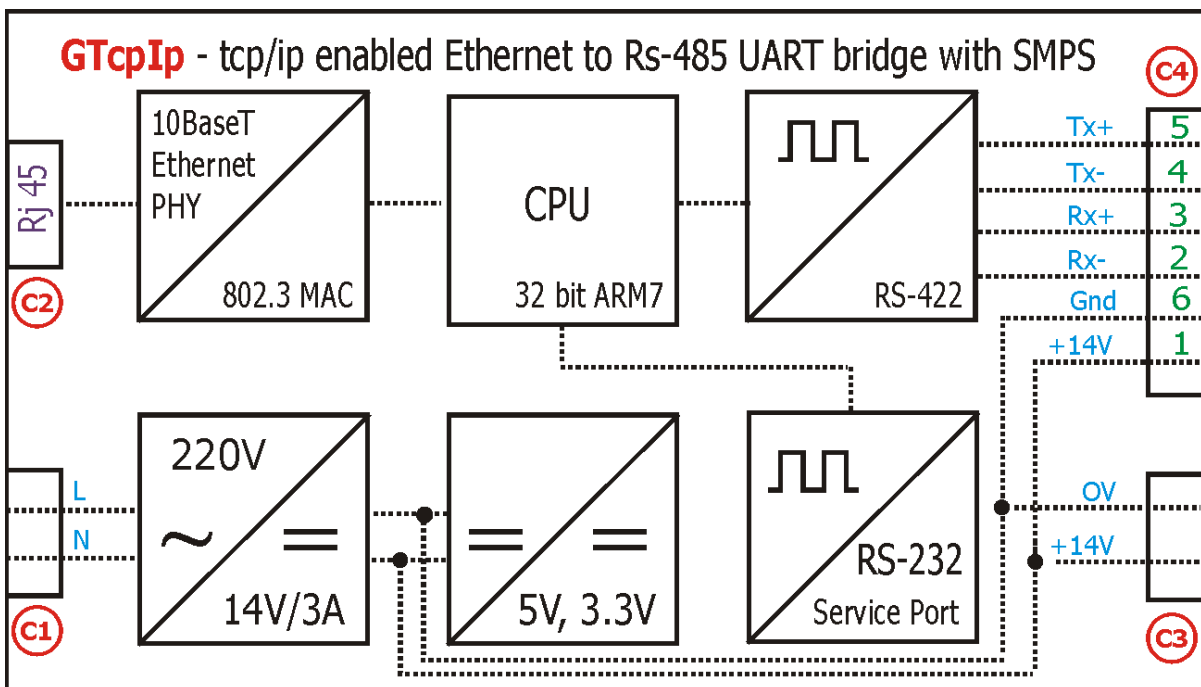 GTcpIp - tcp/ip enabled Ethernet to Rs-485 UART bridge with SMPS
C4
10BaseT
Ethernet
PHY
802.3 MAC
CPU
32 bit ARM7
RS-422
Rj 45
C2
Tx+ 5
Tx- 4
Rx+ 3
Rx- 2
Gnd 6
+14V 1
L
N
C1
220V
~
14V/3A
5V, 3.3V
RS-232
Service Port
OV
+14V
C3